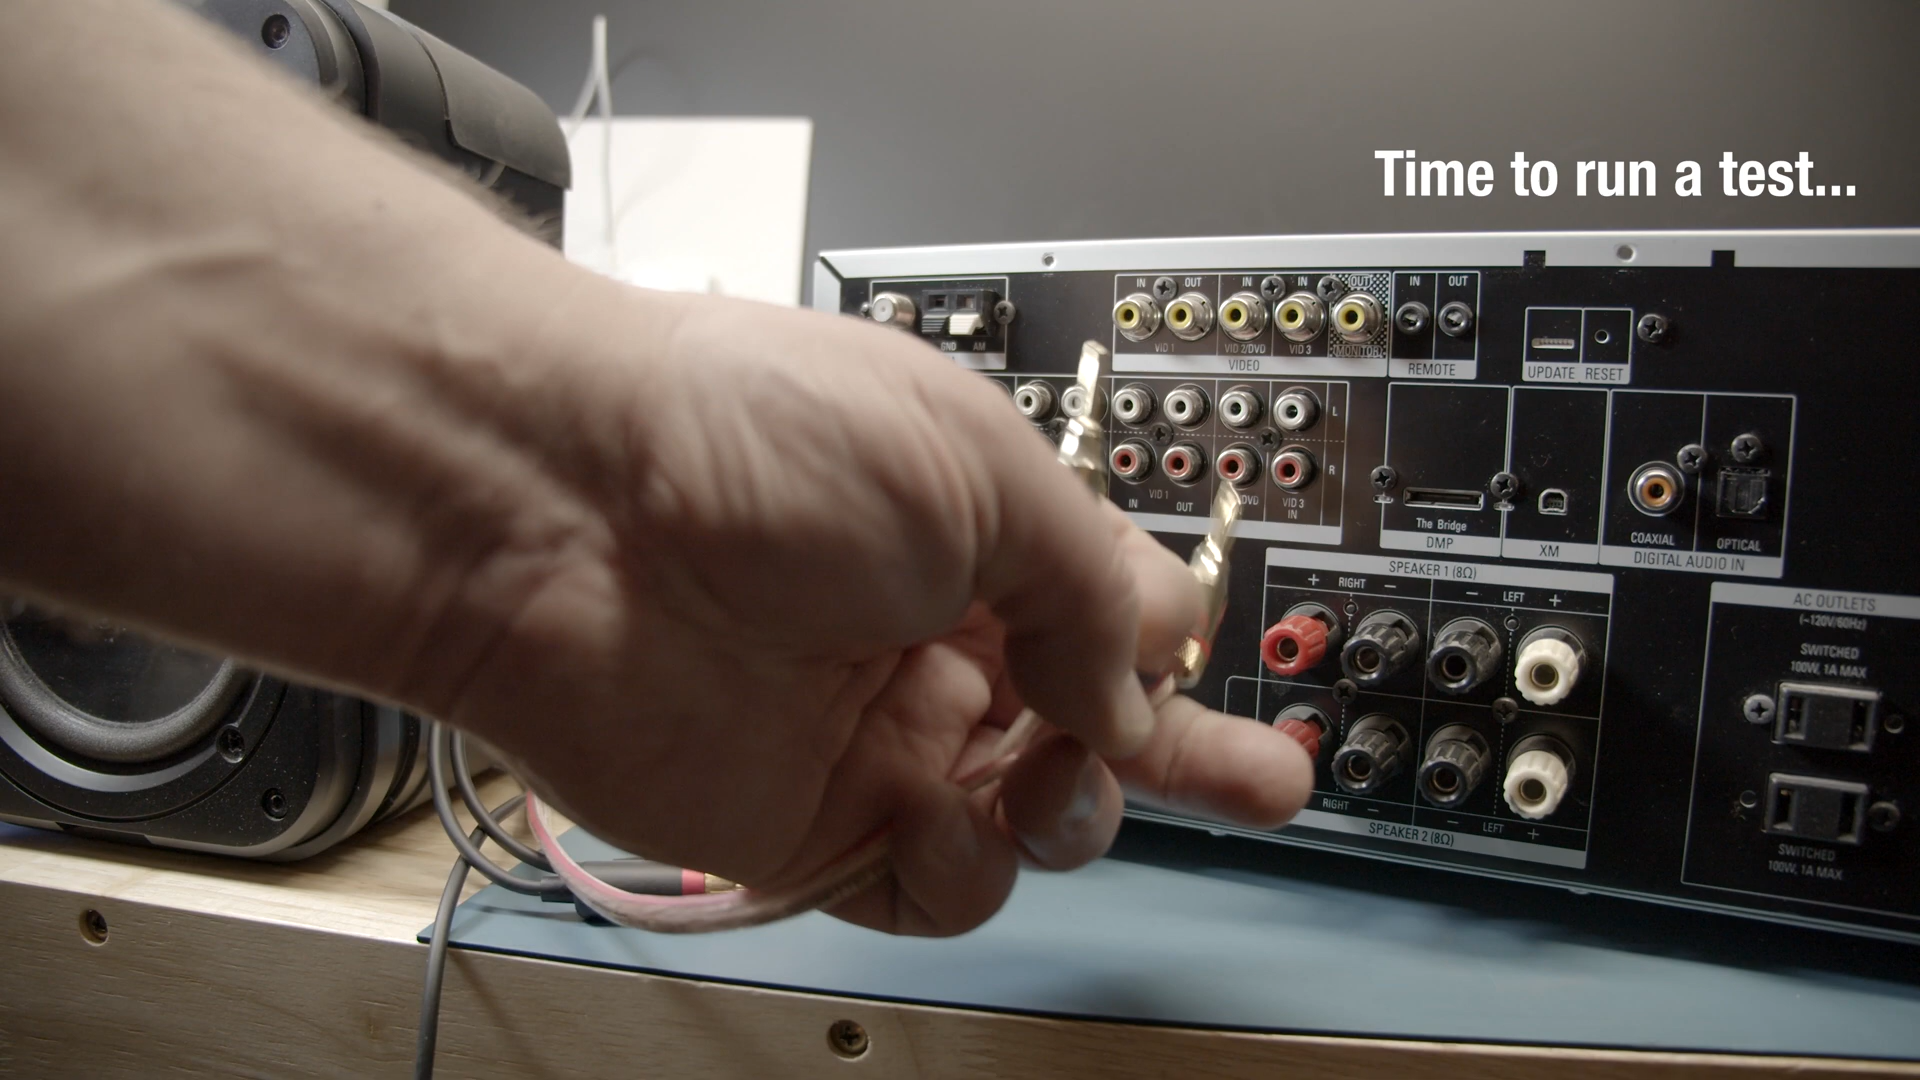 Time to run a test...
IN OUT IN IN OUT
VID 1 VID 2/DVD VID 3 MONITOR
VIDEO
IN OUT
REMOTE
UPDATE RESET
GND AM
L
R
IN VID 1 OUT DVD VID 3 IN
The Bridge
DMP
XM
COAXIAL OPTICAL
DIGITAL AUDIO IN
SPEAKER 1 (8Ω)
+ RIGHT − − LEFT +
RIGHT − − LEFT +
SPEAKER 2 (8Ω)
AC OUTLETS
(~120V/60Hz)
SWITCHED
100W, 1A MAX
SWITCHED
100W, 1A MAX